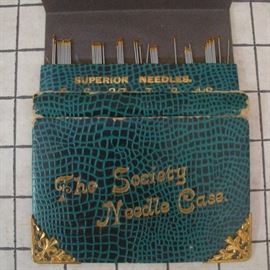 SUPERIOR NEEDLES.
The Society
Needle Case.